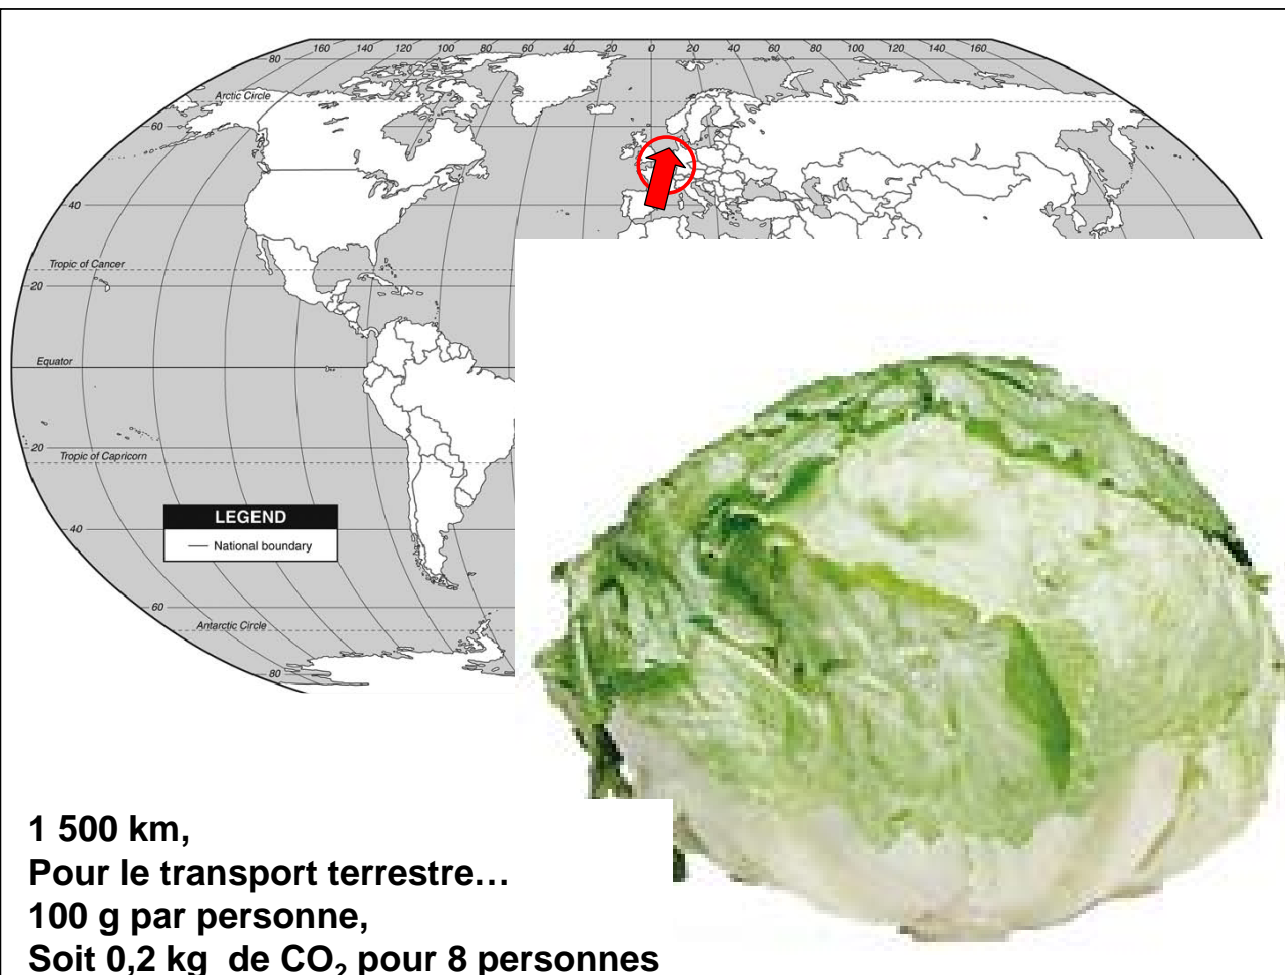 160 140 120 100 80 60 40 20 0 20 40 60 80 100 120 140 160
80
Arctic Circle
60
40
Tropic of Cancer
20
Equator
20
Tropic of Capricorn
LEGEND
National boundary
40
60
Antarctic Circle
80
1 500 km,
Pour le transport terrestre…
100 g par personne,
Soit 0,2 kg de CO₂ pour 8 personnes